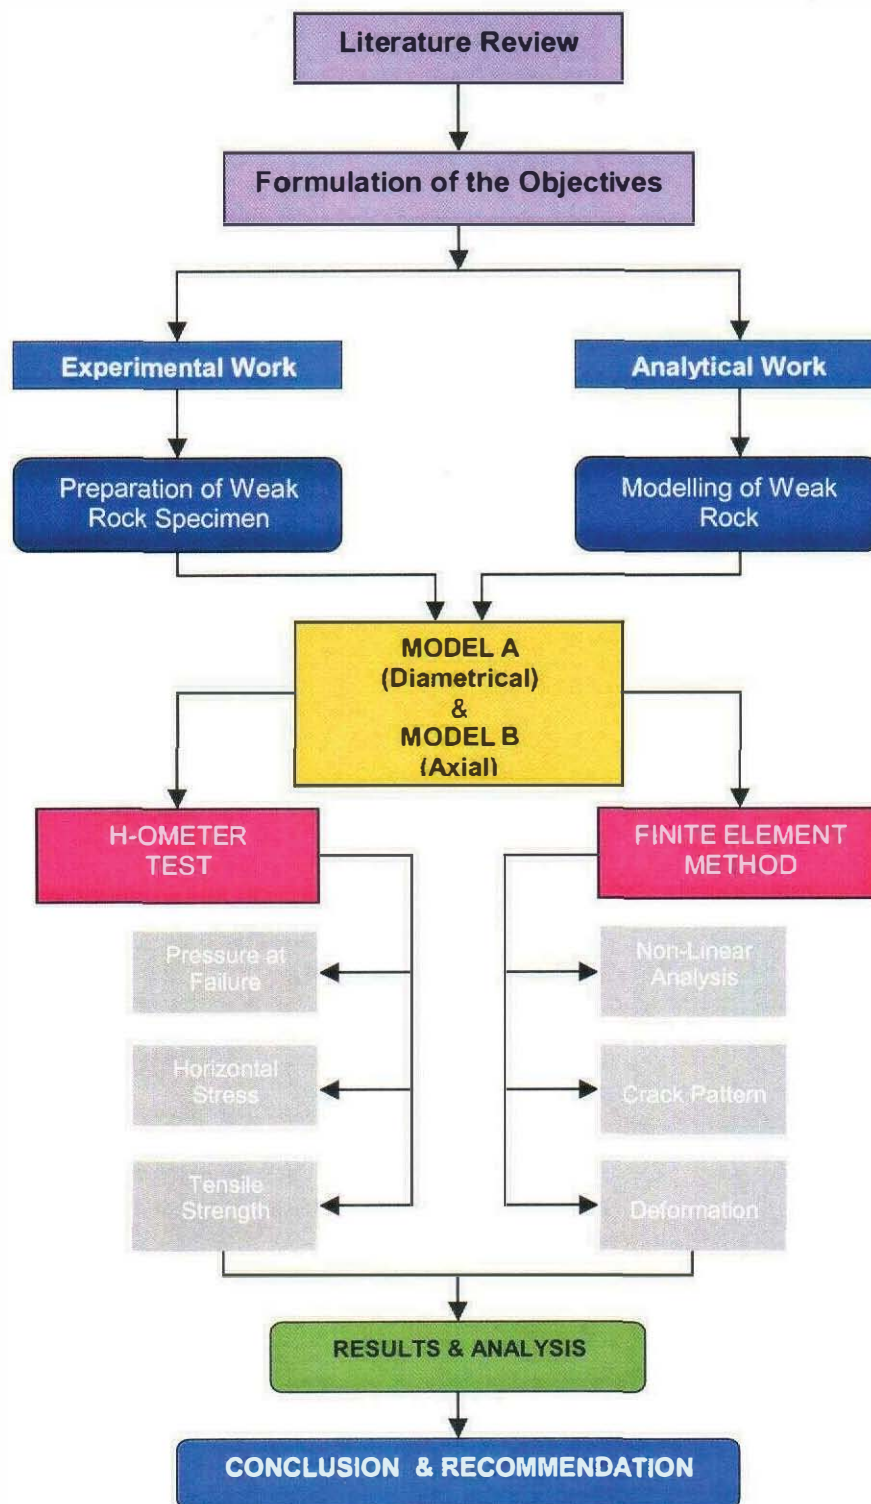 Literature Review
Formulation of the Objectives
Experimental Work
Analytical Work
Preparation of Weak
Rock Specimen
Modelling of Weak
Rock
MODEL A
(Diametrical)
&
MODEL B
(Axial)
H-OMETER
TEST
FINITE ELEMENT
METHOD
Pressure at
Failure
Non-Linear
Analysis
Horizontal
Stress
Crack Pattern
Tensile
Strength
Deformation
RESULTS & ANALYSIS
CONCLUSION & RECOMMENDATION